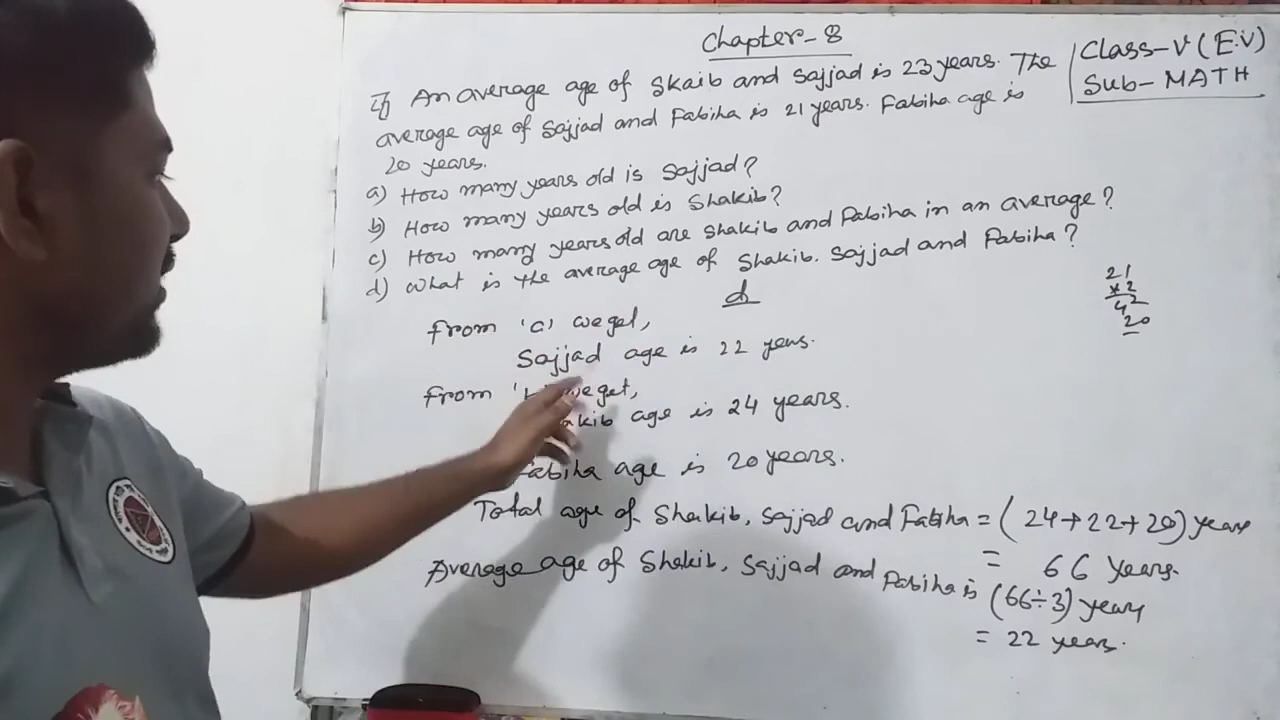 Chapter-8
Class-V (E.V)
Sub- MATH
An average age of Skaib and Sajjad is 23 years. The
average age of Sajjad and Fabiha is 21 years. Fabiha age is
20 years.
a) How many years old is Sajjad?
b) How many years old is Shakib?
c) How many years old are Shakib and Fabiha in an average?
d) What is the average age of Shakib. Sajjad and Fabiha?
21
×2
42
20
d
From 'a' we get,
Sajjad age is 22 years.
From we get,
akib age is 24 years.
Fabiha age is 20 years.
Total age of Shakib, Sajjad and Fabiha = (24+22+20) years
= 66 years.
Average age of Shakib, Sajjad and Fabiha is (66÷3) years
= 22 years.